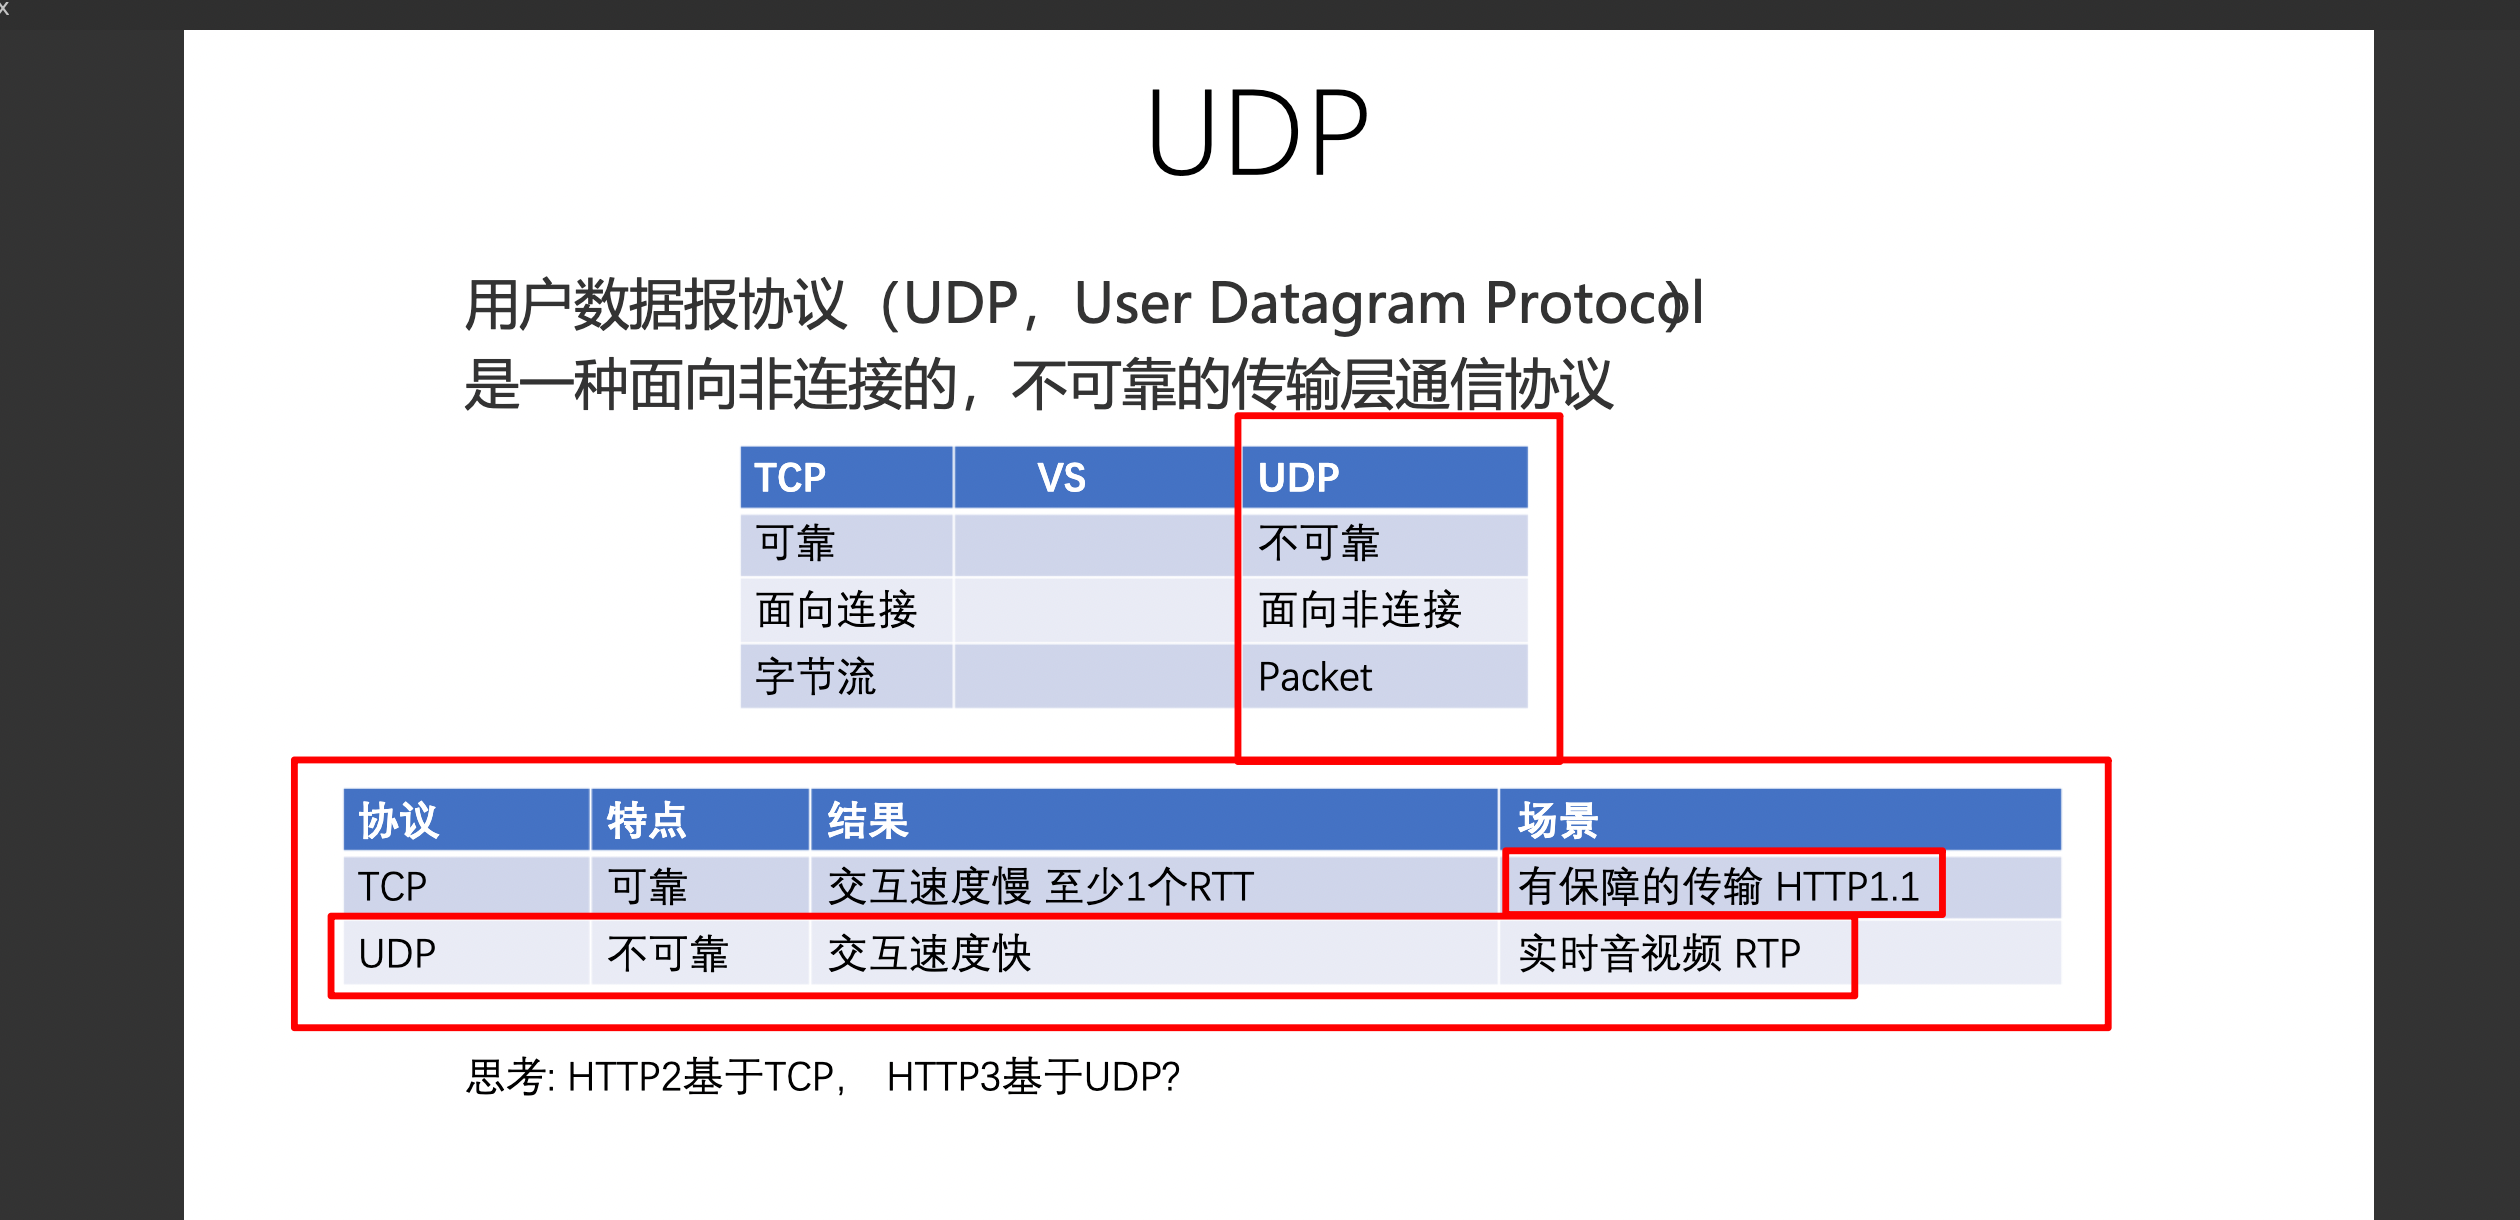 x
UDP
用户数据报协议（UDP， User Datagram Protocol）
是一种面向非连接的，不可靠的传输层通信协议
TCP VS UDP
可靠 不可靠
面向连接 面向非连接
字节流 Packet
协议 特点 结果 场景
TCP 可靠 交互速度慢 至少1个RTT 有保障的传输 HTTP1.1
UDP 不可靠 交互速度快 实时音视频 RTP
思考: HTTP2基于TCP， HTTP3基于UDP?